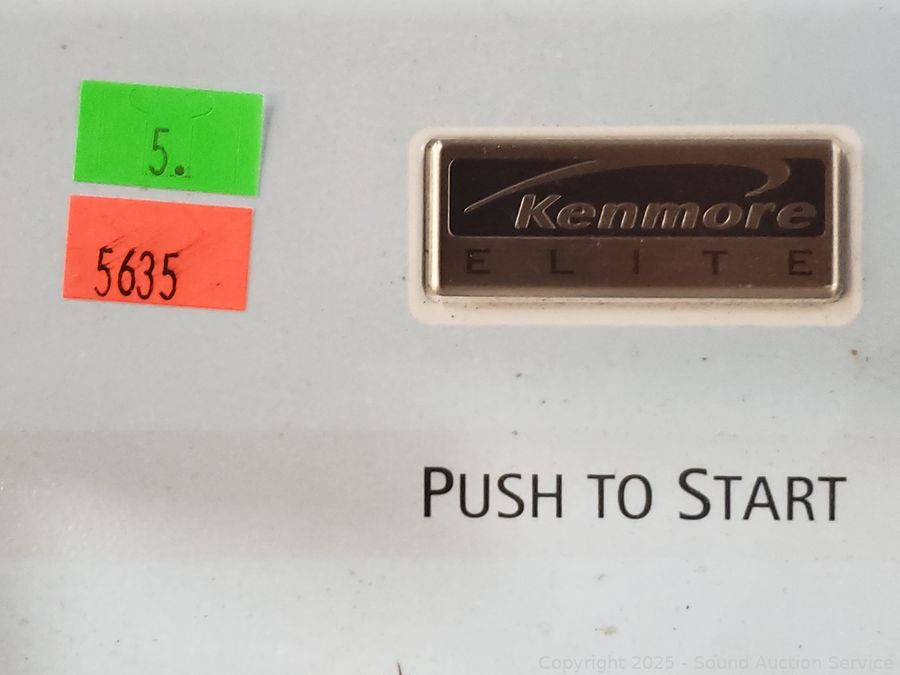 5.
5635
Kenmore
ELITE
PUSH TO START
Copyright 2025 - Sound Auction Service